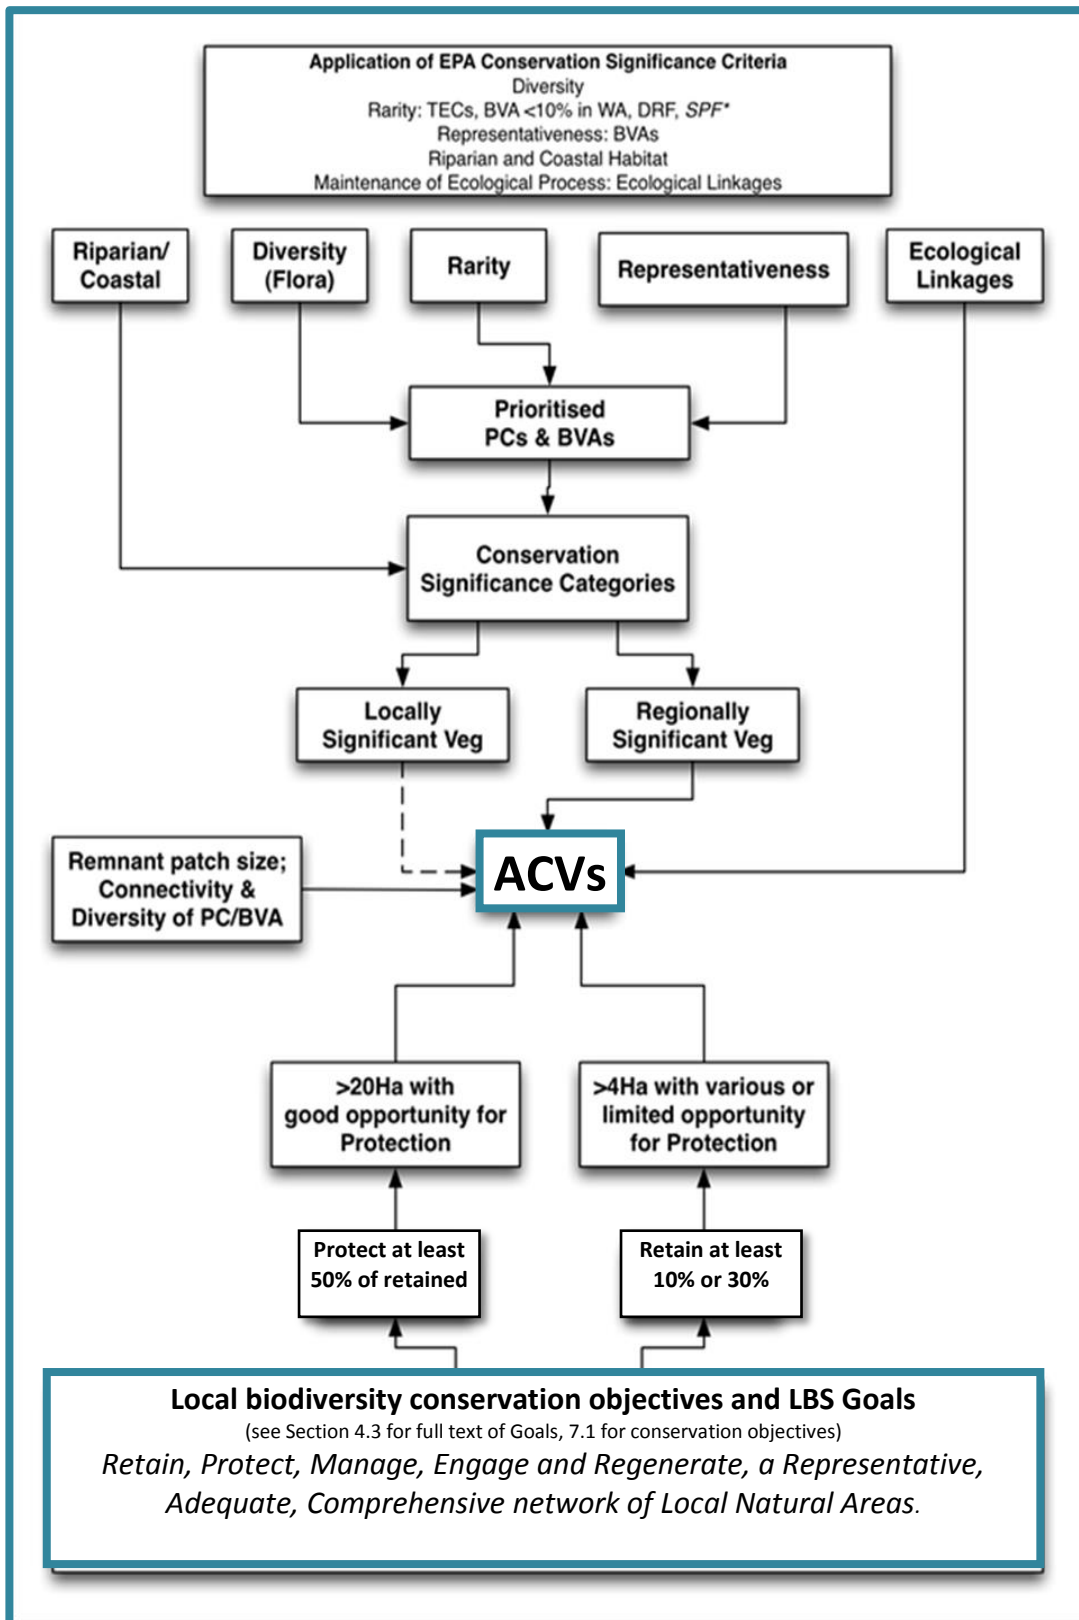 Application of EPA Conservation Significance Criteria
Diversity
Rarity: TECs, BVA <10% in WA, DRF, SPF*
Representativeness: BVAs
Riparian and Coastal Habitat
Maintenance of Ecological Process: Ecological Linkages
Riparian/
Coastal
Diversity
(Flora)
Rarity
Representativeness
Ecological
Linkages
Prioritised
PCs & BVAs
Conservation
Significance Categories
Locally
Significant Veg
Regionally
Significant Veg
Remnant patch size;
Connectivity &
Diversity of PC/BVA
ACVs
>20Ha with
good opportunity for
Protection
>4Ha with various or
limited opportunity
for Protection
Protect at least
50% of retained
Retain at least
10% or 30%
Local biodiversity conservation objectives and LBS Goals
(see Section 4.3 for full text of Goals, 7.1 for conservation objectives)
Retain, Protect, Manage, Engage and Regenerate, a Representative,
Adequate, Comprehensive network of Local Natural Areas.